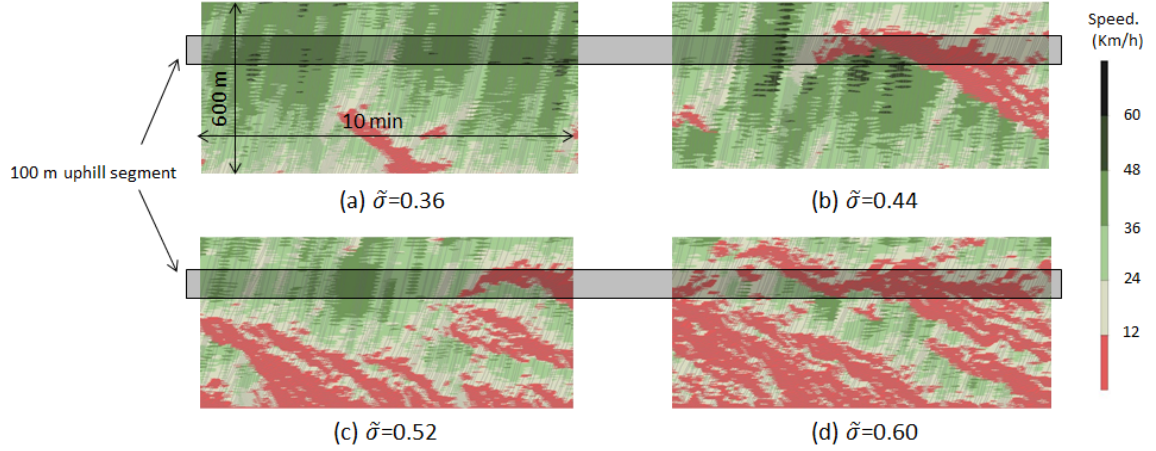 Speed.
(Km/h)
600 m
10 min
60
48
36
24
12
100 m uphill segment
(a) σ̃=0.36
(b) σ̃=0.44
(c) σ̃=0.52
(d) σ̃=0.60